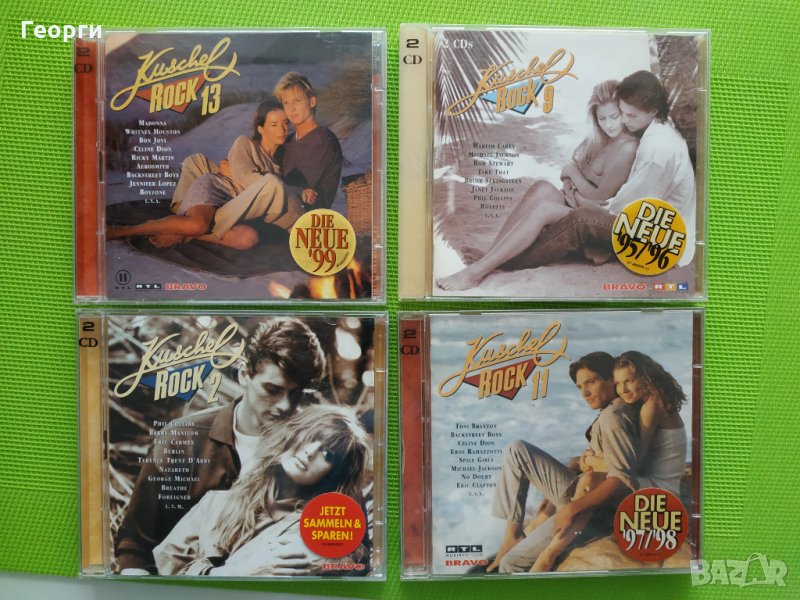 Георги
2
CD
Kuschel
ROCK 13
MADONNA
WHITNEY HOUSTON
BON JOVI
CELINE DION
RICKY MARTIN
AEROSMITH
BACKSTREET BOYS
JENNIFER LOPEZ
BOYZONE
U.V.A.
DIE
NEUE
'99
RTL BRAVO
2
CD
2 CDs
Kuschel
ROCK 9
MARIAH CAREY
MICHAEL JACKSON
ROD STEWART
TAKE THAT
BRUCE SPRINGSTEEN
JANET JACKSON
PHIL COLLINS
ROXETTE
U.V.A.
DIE
NEUE
'95/'96
BRAVO RTL
2
CD
Kuschel
ROCK 2
PHIL COLLINS
BARRY MANILOW
ERIC CARMEN
BERLIN
TERENCE TRENT D'ARBY
NAZARETH
GEORGE MICHAEL
BREATHE
FOREIGNER
U.V.M.
JETZT
SAMMELN &
SPAREN!
BRAVO
2
CD
Kuschel
ROCK 11
TONI BRAXTON
BACKSTREET BOYS
CELINE DION
EROS RAMAZZOTTI
SPICE GIRLS
MICHAEL JACKSON
NO DOUBT
ERIC CLAPTON
U.V.A.
DIE
NEUE
'97/'98
RTL
MUSIKEDITION
BRAVO
BAZAR